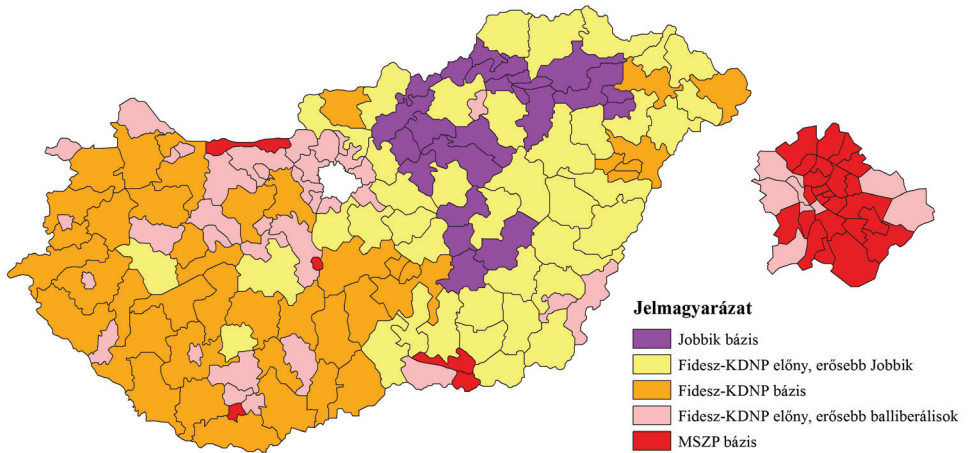 Jelmagyarázat
Jobbik bázis
Fidesz-KDNP előny, erősebb Jobbik
Fidesz-KDNP bázis
Fidesz-KDNP előny, erősebb balliberálisok
MSZP bázis